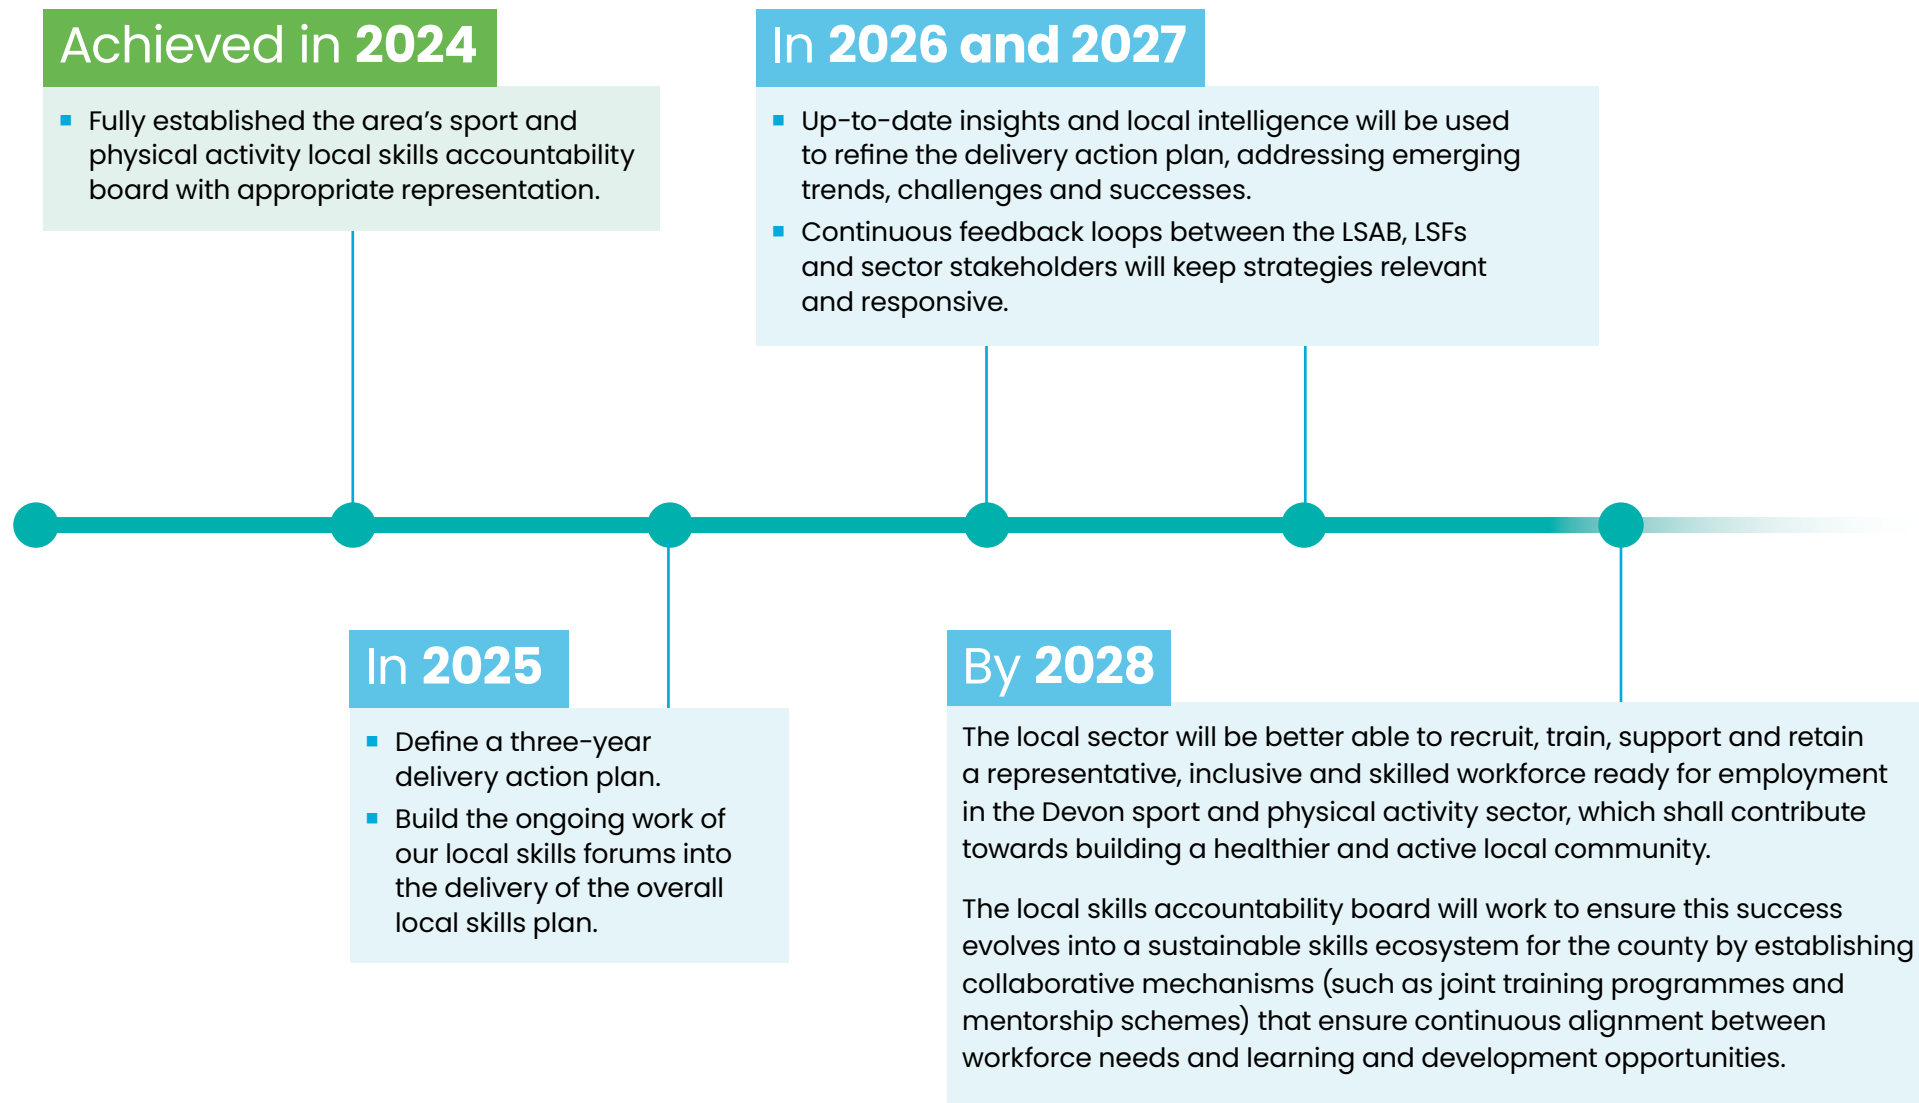 Achieved in 2024
Fully established the area's sport and
physical activity local skills accountability
board with appropriate representation.
In 2026 and 2027
Up-to-date insights and local intelligence will be used
to refine the delivery action plan, addressing emerging
trends, challenges and successes.
Continuous feedback loops between the LSAB, LSFs
and sector stakeholders will keep strategies relevant
and responsive.
In 2025
Define a three-year
delivery action plan.
Build the ongoing work of
our local skills forums into
the delivery of the overall
local skills plan.
By 2028
The local sector will be better able to recruit, train, support and retain
a representative, inclusive and skilled workforce ready for employment
in the Devon sport and physical activity sector, which shall contribute
towards building a healthier and active local community.
The local skills accountability board will work to ensure this success
evolves into a sustainable skills ecosystem for the county by establishing
collaborative mechanisms (such as joint training programmes and
mentorship schemes) that ensure continuous alignment between
workforce needs and learning and development opportunities.